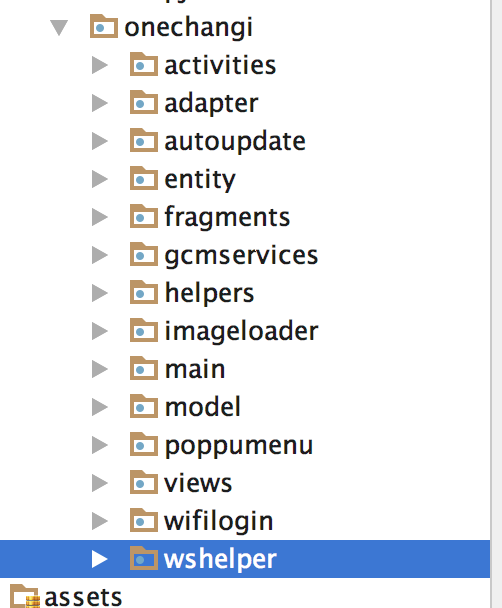 onechangi
activities
adapter
autoupdate
entity
fragments
gcmservices
helpers
imageloader
main
model
poppumenu
views
wifilogin
wshelper
assets